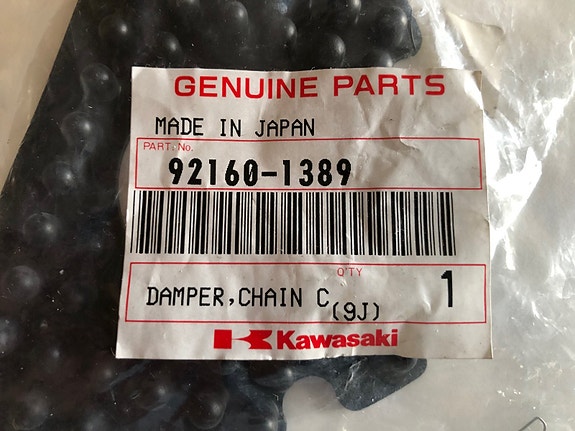 GENUINE PARTS
MADE IN JAPAN
PART. No.
92160-1389
Q'TY
DAMPER,CHAIN C(9J) 1
Kawasaki